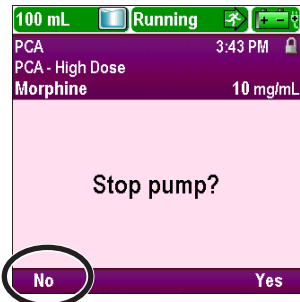 100 mL Running
PCA 3:43 PM
PCA - High Dose
Morphine 10 mg/mL
Stop pump?
No Yes